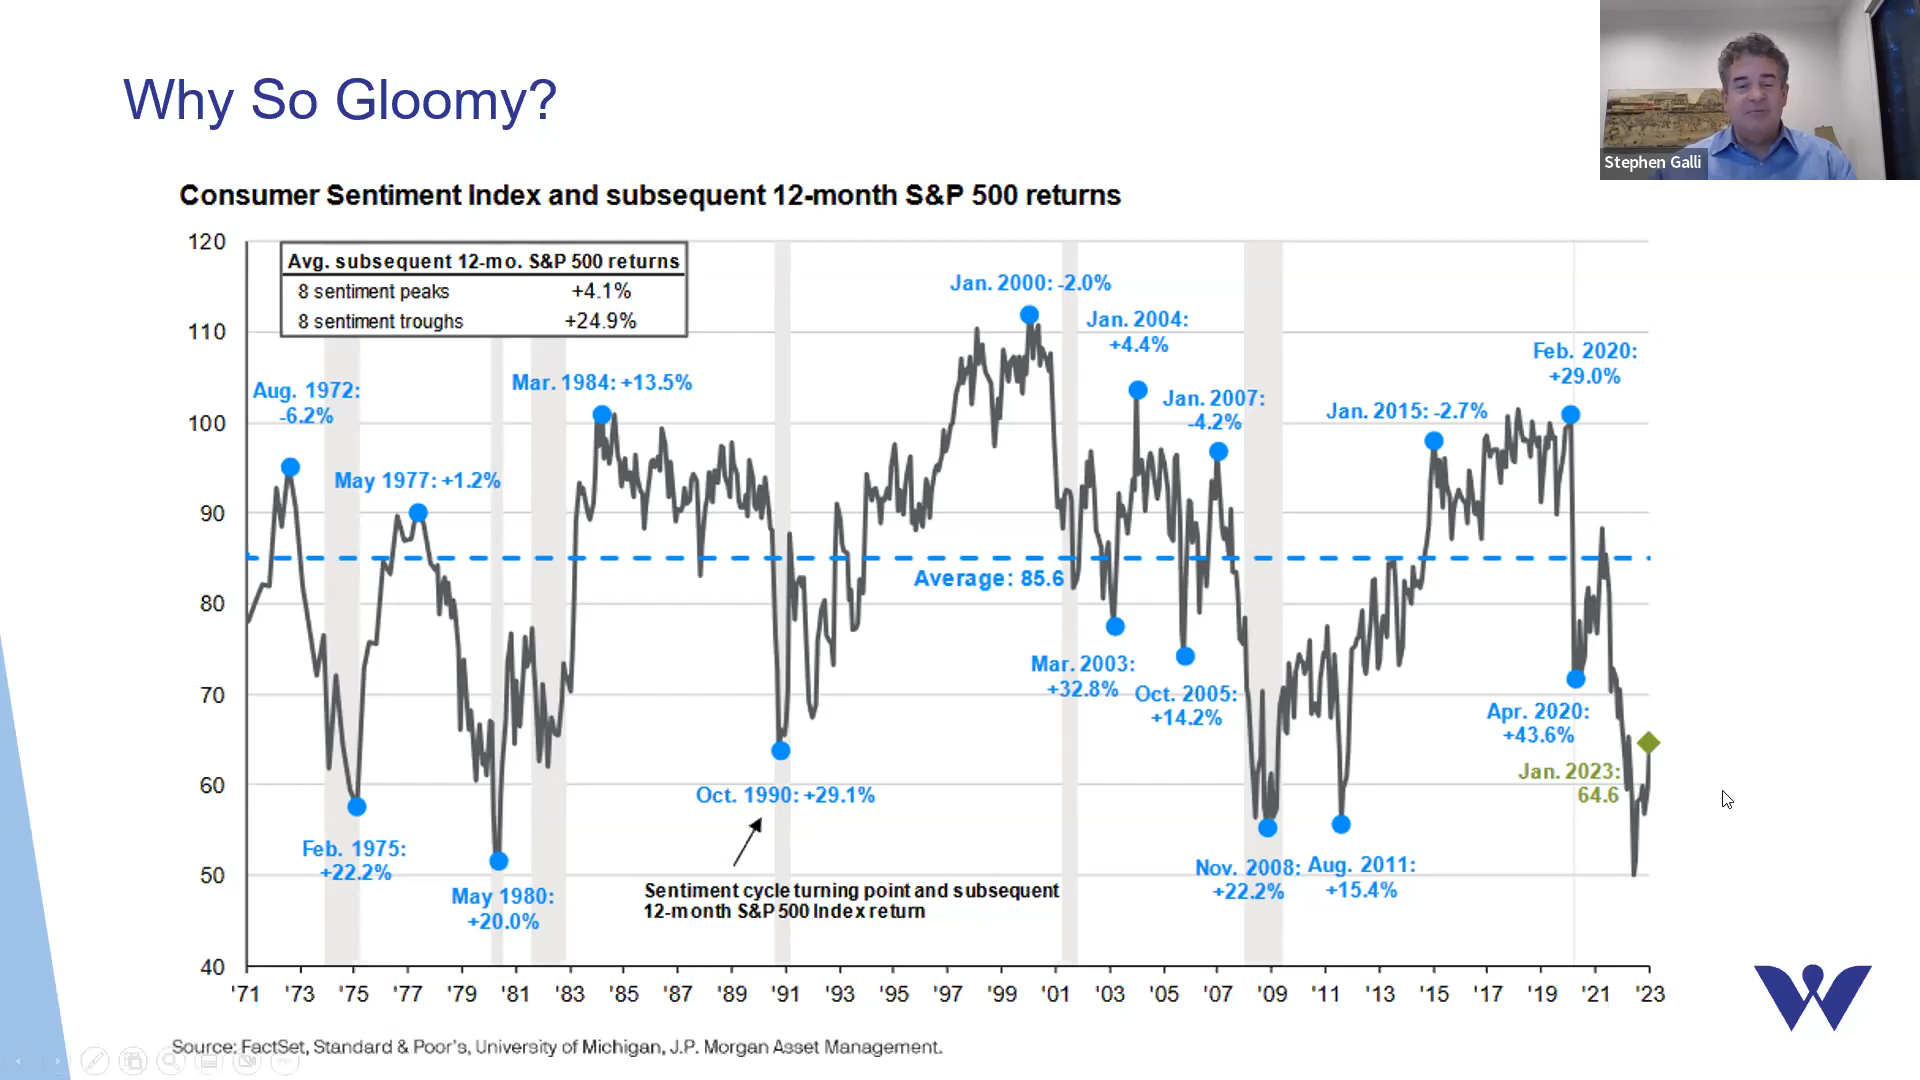 Why So Gloomy?
Stephen Galli
Consumer Sentiment Index and subsequent 12-month S&P 500 returns
120
110
100
90
80
70
60
50
40
Avg. subsequent 12-mo. S&P 500 returns
8 sentiment peaks +4.1%
8 sentiment troughs +24.9%
Aug. 1972:
-6.2%
May 1977: +1.2%
Mar. 1984: +13.5%
Jan. 2000: -2.0%
Jan. 2004:
+4.4%
Jan. 2007:
-4.2%
Jan. 2015: -2.7%
Feb. 2020:
+29.0%
Average: 85.6
Feb. 1975:
+22.2%
May 1980:
+20.0%
Oct. 1990: +29.1%
Mar. 2003:
+32.8%
Oct. 2005:
+14.2%
Nov. 2008:
+22.2%
Aug. 2011:
+15.4%
Apr. 2020:
+43.6%
Jan. 2023:
64.6
Sentiment cycle turning point and subsequent
12-month S&P 500 Index return
'71 '73 '75 '77 '79 '81 '83 '85 '87 '89 '91 '93 '95 '97 '99 '01 '03 '05 '07 '09 '11 '13 '15 '17 '19 '21 '23
Source: FactSet, Standard & Poor's, University of Michigan, J.P. Morgan Asset Management.